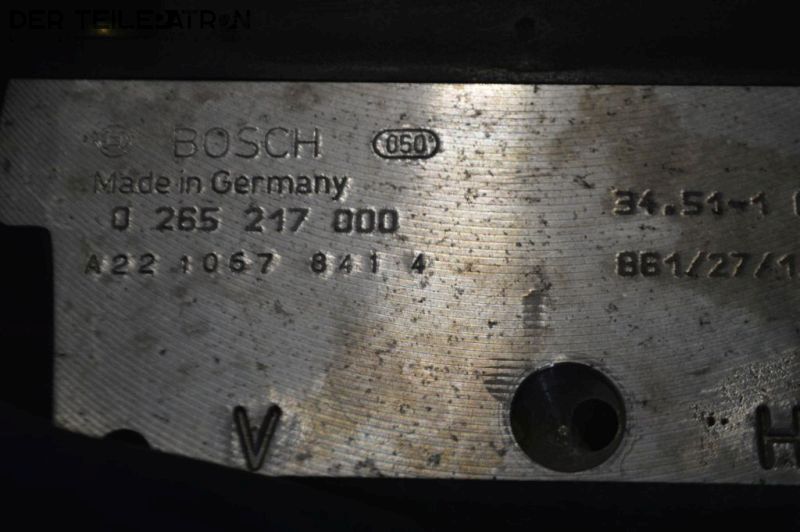 DER TEILEPATRON
BOSCH 050
Made in Germany
0 265 217 000
34.51-1
A22 1067 841 4
861/27/1
V
H